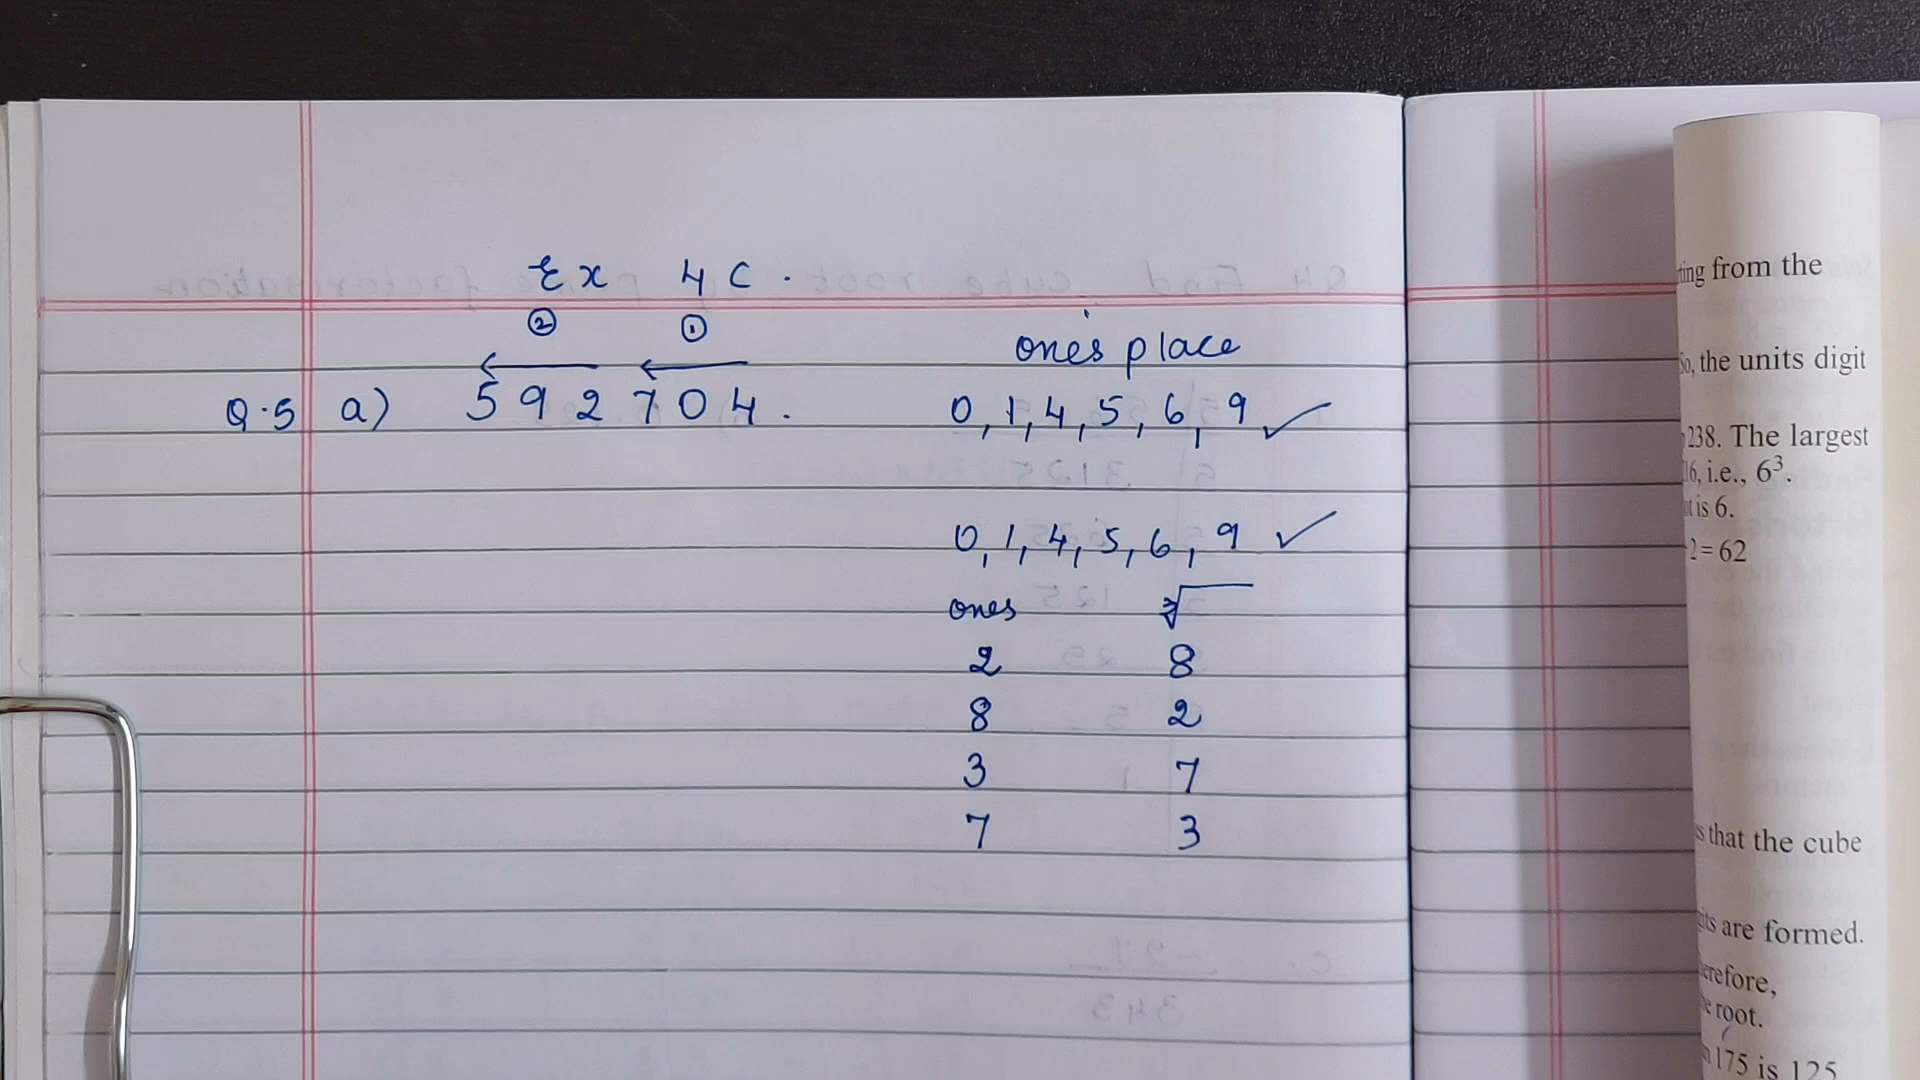 Ex 4C.
② ①
Q.5 a) 592704.
ones place
0,1,4,5,6,9 ✓
0,1,4,5,6,9 ✓
ones ∛
2 8
8 2
3 7
7 3
from the
the units digit
238. The largest
i.e., 6³.
is 6.
2 = 62
that the cube
are formed.
root.
175 is 125